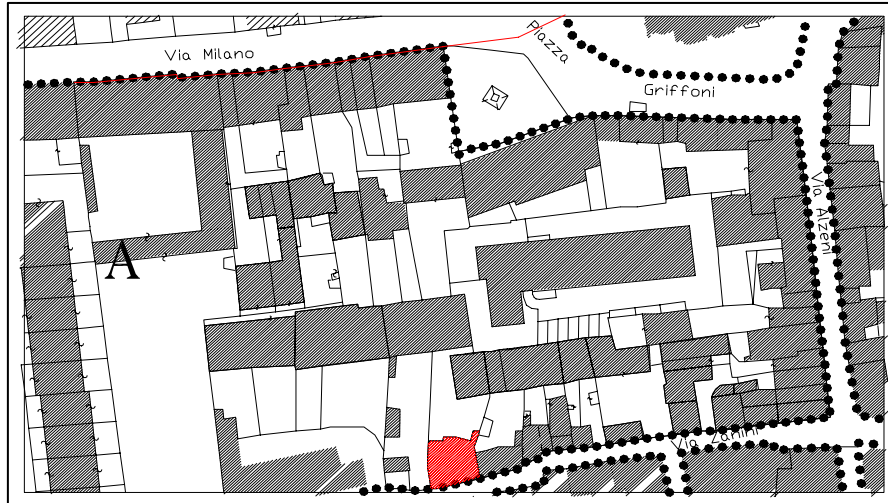 Via Milano
Piazza
Griffoni
Via Alzeni
A
Via Zanini